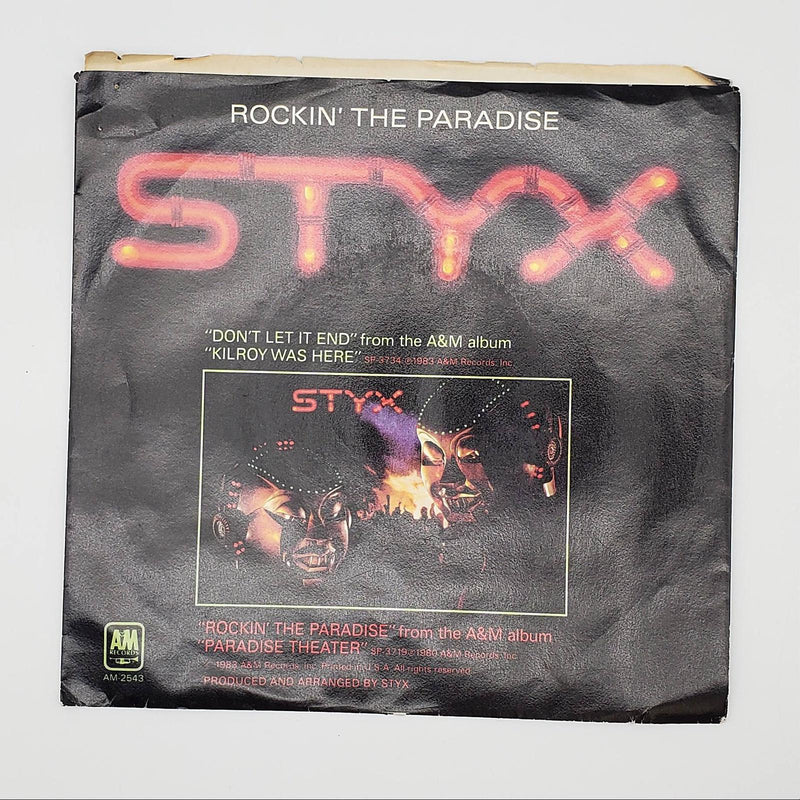 ROCKIN' THE PARADISE
STYX
"DON'T LET IT END" from the A&M album
"KILROY WAS HERE" SP-3734 ℗1983 A&M Records, Inc.
STYX
"ROCKIN' THE PARADISE" from the A&M album
"PARADISE THEATER" SP-3719 ℗1980 A&M Records, Inc.
1983 A&M Records, Inc. Printed in U.S.A. All rights reserved.
PRODUCED AND ARRANGED BY STYX
AM
RECORDS
AM-2543